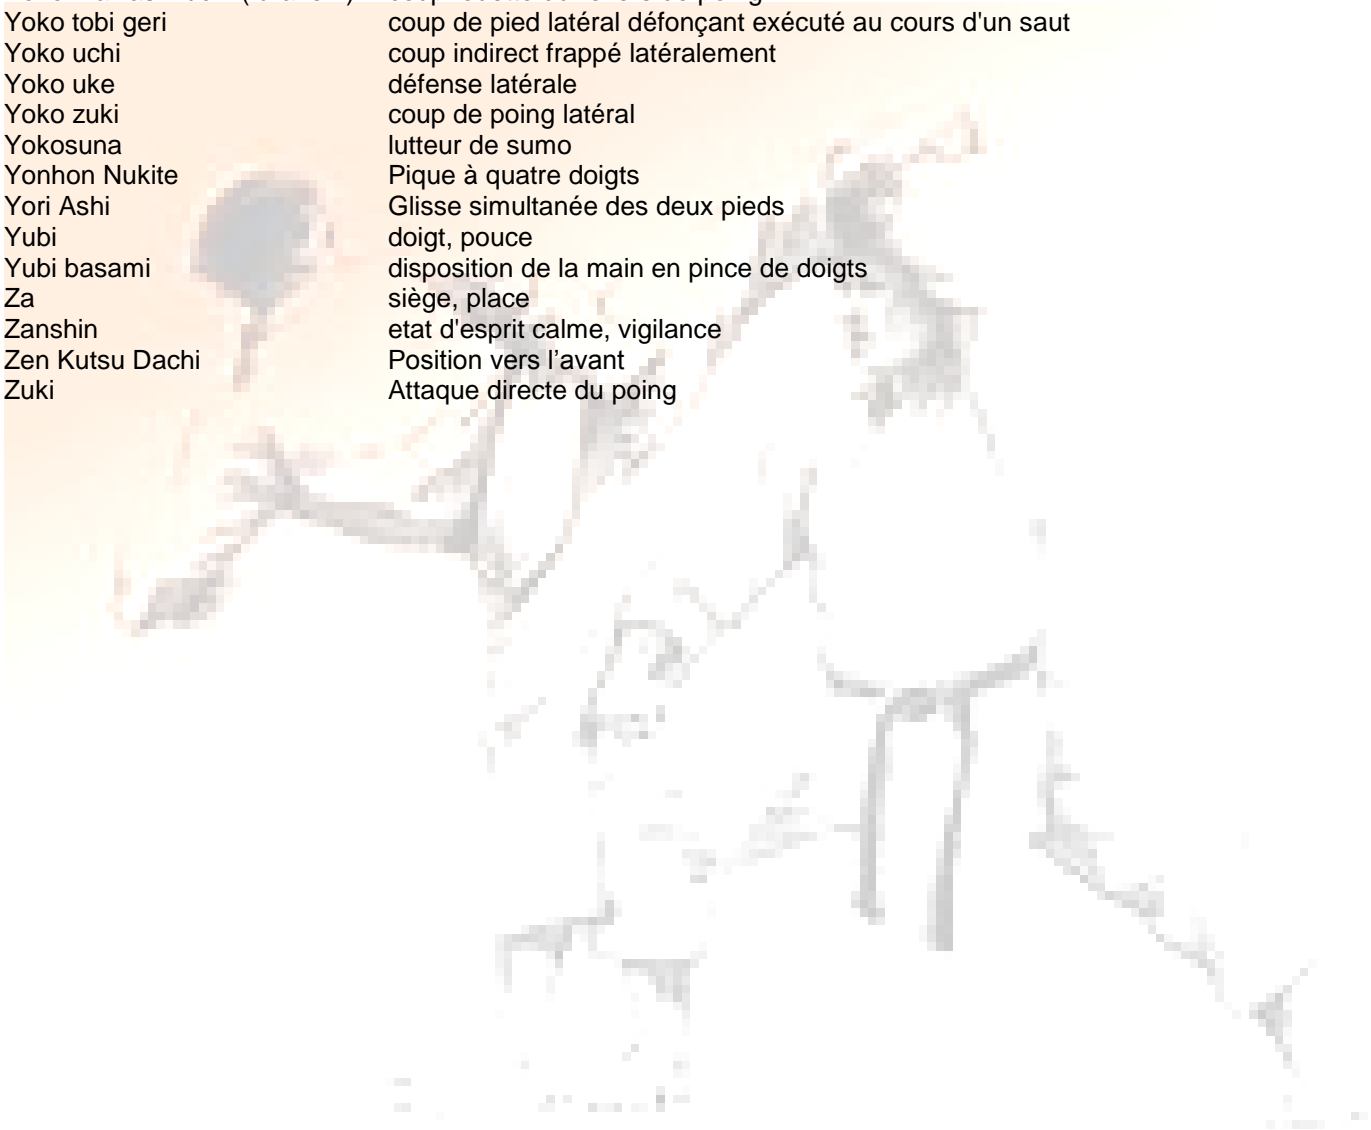 Yoko tobi geri coup de pied latéral défonçant exécuté au cours d'un saut
Yoko uchi coup indirect frappé latéralement
Yoko uke défense latérale
Yoko zuki coup de poing latéral
Yokosuna lutteur de sumo
Yonhon Nukite Pique à quatre doigts
Yori Ashi Glisse simultanée des deux pieds
Yubi doigt, pouce
Yubi basami disposition de la main en pince de doigts
Za siège, place
Zanshin etat d'esprit calme, vigilance
Zen Kutsu Dachi Position vers l’avant
Zuki Attaque directe du poing